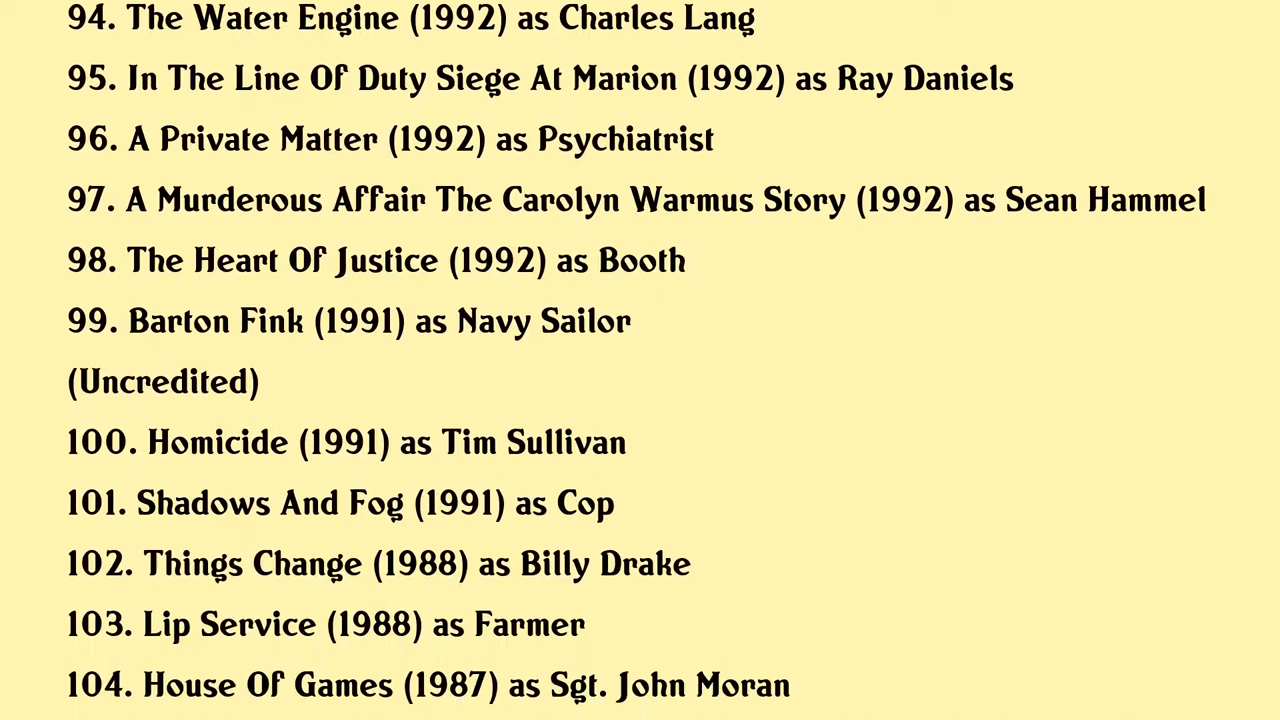 94. The Water Engine (1992) as Charles Lang
95. In The Line Of Duty Siege At Marion (1992) as Ray Daniels
96. A Private Matter (1992) as Psychiatrist
97. A Murderous Affair The Carolyn Warmus Story (1992) as Sean Hammel
98. The Heart Of Justice (1992) as Booth
99. Barton Fink (1991) as Navy Sailor
(Uncredited)
100. Homicide (1991) as Tim Sullivan
101. Shadows And Fog (1991) as Cop
102. Things Change (1988) as Billy Drake
103. Lip Service (1988) as Farmer
104. House Of Games (1987) as Sgt. John Moran